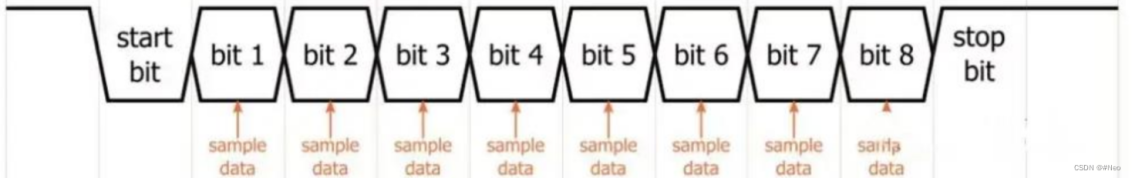 start
bit
bit 1
bit 2
bit 3
bit 4
bit 5
bit 6
bit 7
bit 8
stop
bit
sample
data
sample
data
sample
data
sample
data
sample
data
sample
data
sample
data
data
CSDN @#Neo